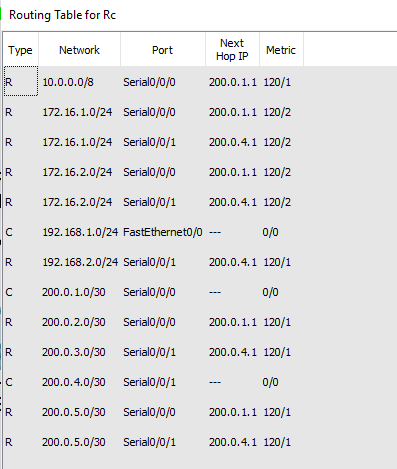 Routing Table for Rc
Type Network Port Next Hop IP Metric
R 10.0.0.0/8 Serial0/0/0 200.0.1.1 120/1
R 172.16.1.0/24 Serial0/0/0 200.0.1.1 120/2
R 172.16.1.0/24 Serial0/0/1 200.0.4.1 120/2
R 172.16.2.0/24 Serial0/0/0 200.0.1.1 120/2
R 172.16.2.0/24 Serial0/0/1 200.0.4.1 120/2
C 192.168.1.0/24 FastEthernet0/0 --- 0/0
R 192.168.2.0/24 Serial0/0/1 200.0.4.1 120/1
C 200.0.1.0/30 Serial0/0/0 --- 0/0
R 200.0.2.0/30 Serial0/0/0 200.0.1.1 120/1
R 200.0.3.0/30 Serial0/0/1 200.0.4.1 120/1
C 200.0.4.0/30 Serial0/0/1 --- 0/0
R 200.0.5.0/30 Serial0/0/0 200.0.1.1 120/1
R 200.0.5.0/30 Serial0/0/1 200.0.4.1 120/1